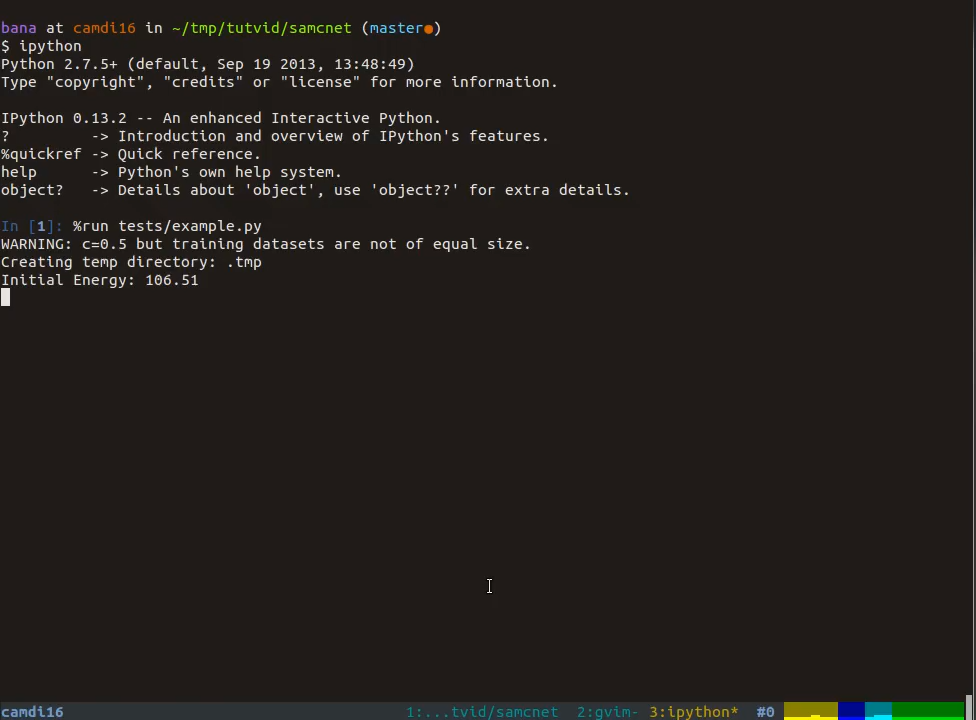 bana at camdi16 in ~/tmp/tutvid/samcnet (master●)
$ ipython
Python 2.7.5+ (default, Sep 19 2013, 13:48:49)
Type "copyright", "credits" or "license" for more information.
IPython 0.13.2 -- An enhanced Interactive Python.
?         -> Introduction and overview of IPython's features.
%quickref -> Quick reference.
help      -> Python's own help system.
object?   -> Details about 'object', use 'object??' for extra details.
In [1]: %run tests/example.py
WARNING: c=0.5 but training datasets are not of equal size.
Creating temp directory: .tmp
Initial Energy: 106.51
camdi16 1:...tvid/samcnet 2:gvim- 3:ipython* #0